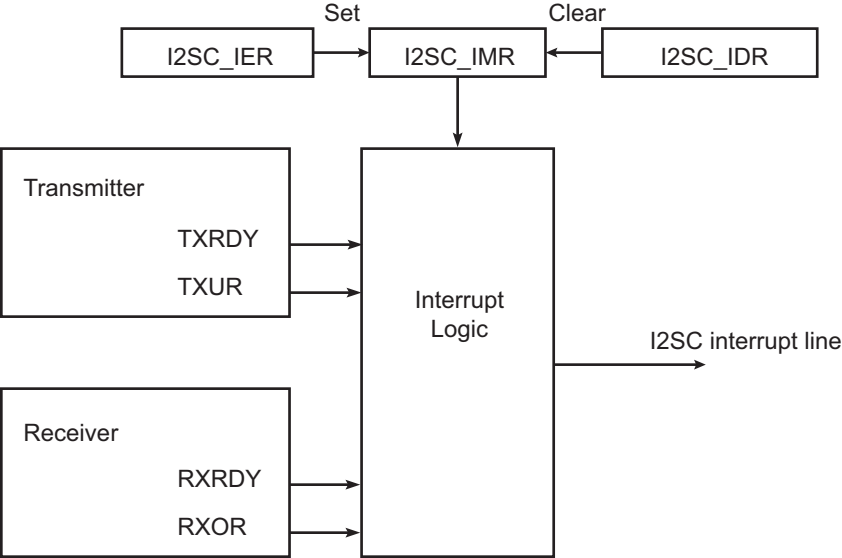 Set
Clear
I2SC_IER
I2SC_IMR
I2SC_IDR
Transmitter
TXRDY
TXUR
Interrupt
Logic
I2SC interrupt line
Receiver
RXRDY
RXOR